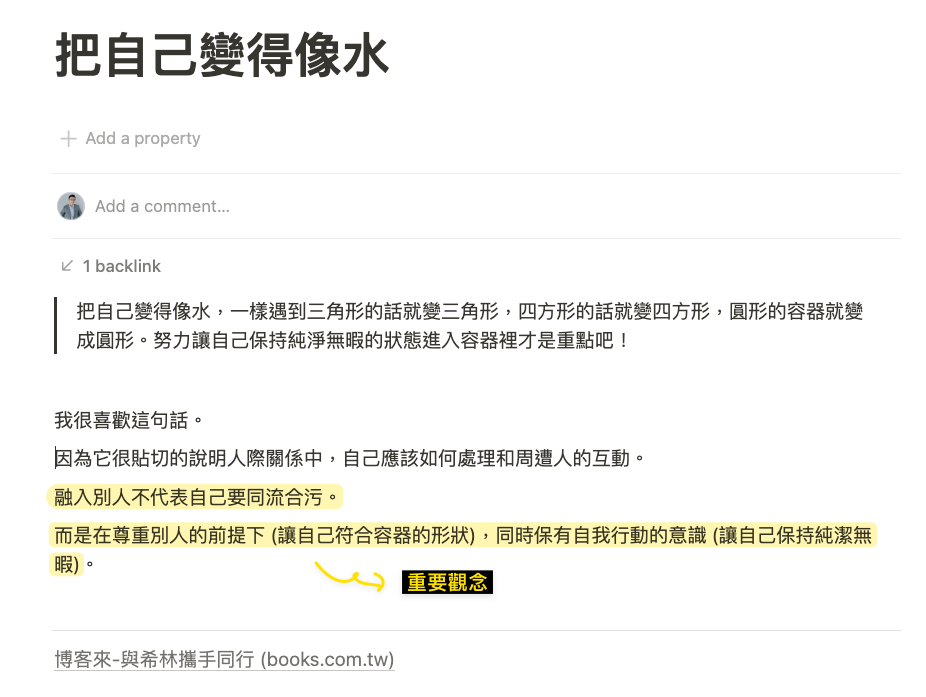 把自己變得像水
Add a property
Add a comment...
1 backlink
把自己變得像水，一樣遇到三角形的話就變三角形，四方形的話就變四方形，圓形的容器就變
成圓形。努力讓自己保持純淨無暇的狀態進入容器裡才是重點吧！
我很喜歡這句話。
因為它很貼切的說明人際關係中，自己應該如何處理和周遭人的互動。
融入別人不代表自己要同流合污。
而是在尊重別人的前提下 (讓自己符合容器的形狀)，同時保有自我行動的意識 (讓自己保持純潔無
暇)。
重要觀念
博客來-與希林攜手同行 (books.com.tw)